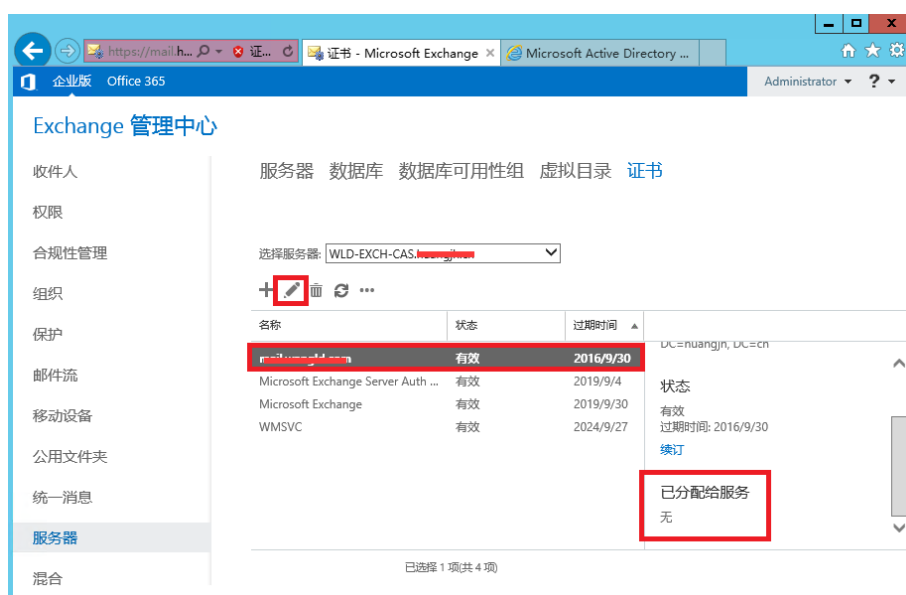 https://mail.h...
证...
证书 - Microsoft Exchange
Microsoft Active Directory ...
企业版 Office 365
Administrator
?
Exchange 管理中心
收件人
权限
合规性管理
组织
保护
邮件流
移动设备
公用文件夹
统一消息
服务器
混合
服务器 数据库 数据库可用性组 虚拟目录 证书
选择服务器: WLD-EXCH-CAS.
名称 状态 过期时间
有效 2016/9/30
Microsoft Exchange Server Auth ... 有效 2019/9/4
Microsoft Exchange 有效 2019/9/30
WMSVC 有效 2024/9/27
DC=huangjh, DC=cn
状态
有效
过期时间: 2016/9/30
续订
已分配给服务
无
已选择 1 项(共 4 项)